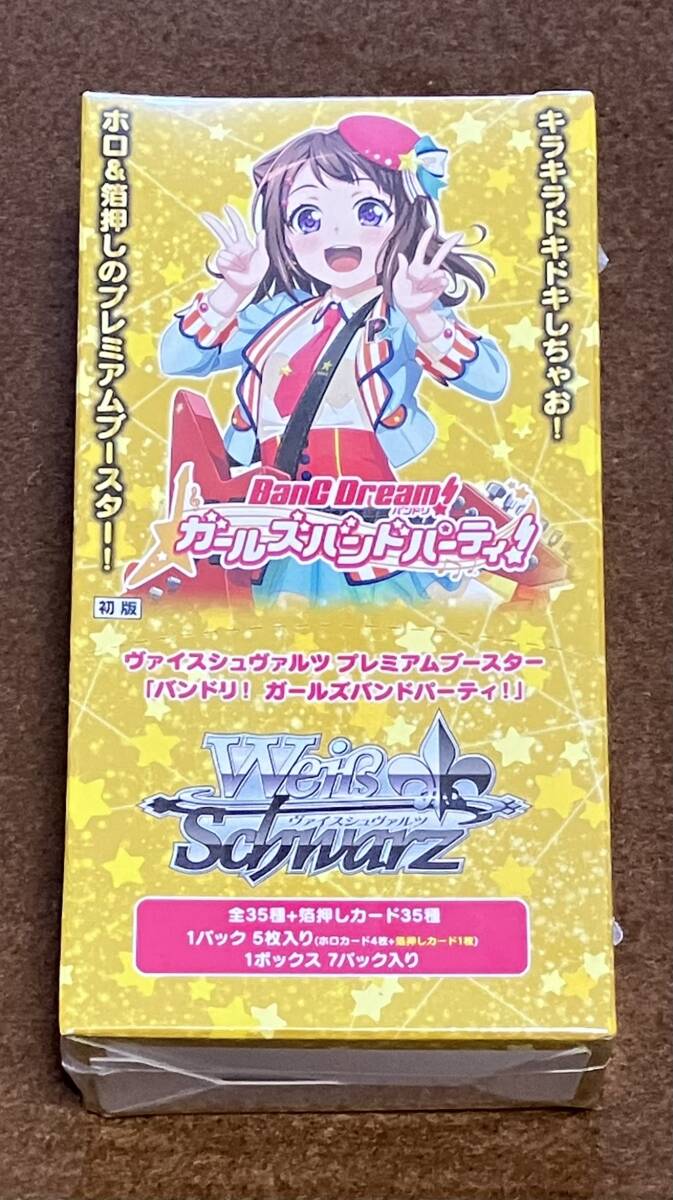 キラキラドキドキしちゃお！
ホロ&箔押しのプレミアムブースター！
P
BanG Dream!
バンドリ！
ガールズバンドパーティ！
初版
ヴァイスシュヴァルツ プレミアムブースター
「バンドリ！ ガールズバンドパーティ！」
Weiß
ヴァイスシュヴァルツ
Schwarz
全35種+箔押しカード35種
1パック 5枚入り(ホロカード4枚+箔押しカード1枚)
1ボックス 7パック入り